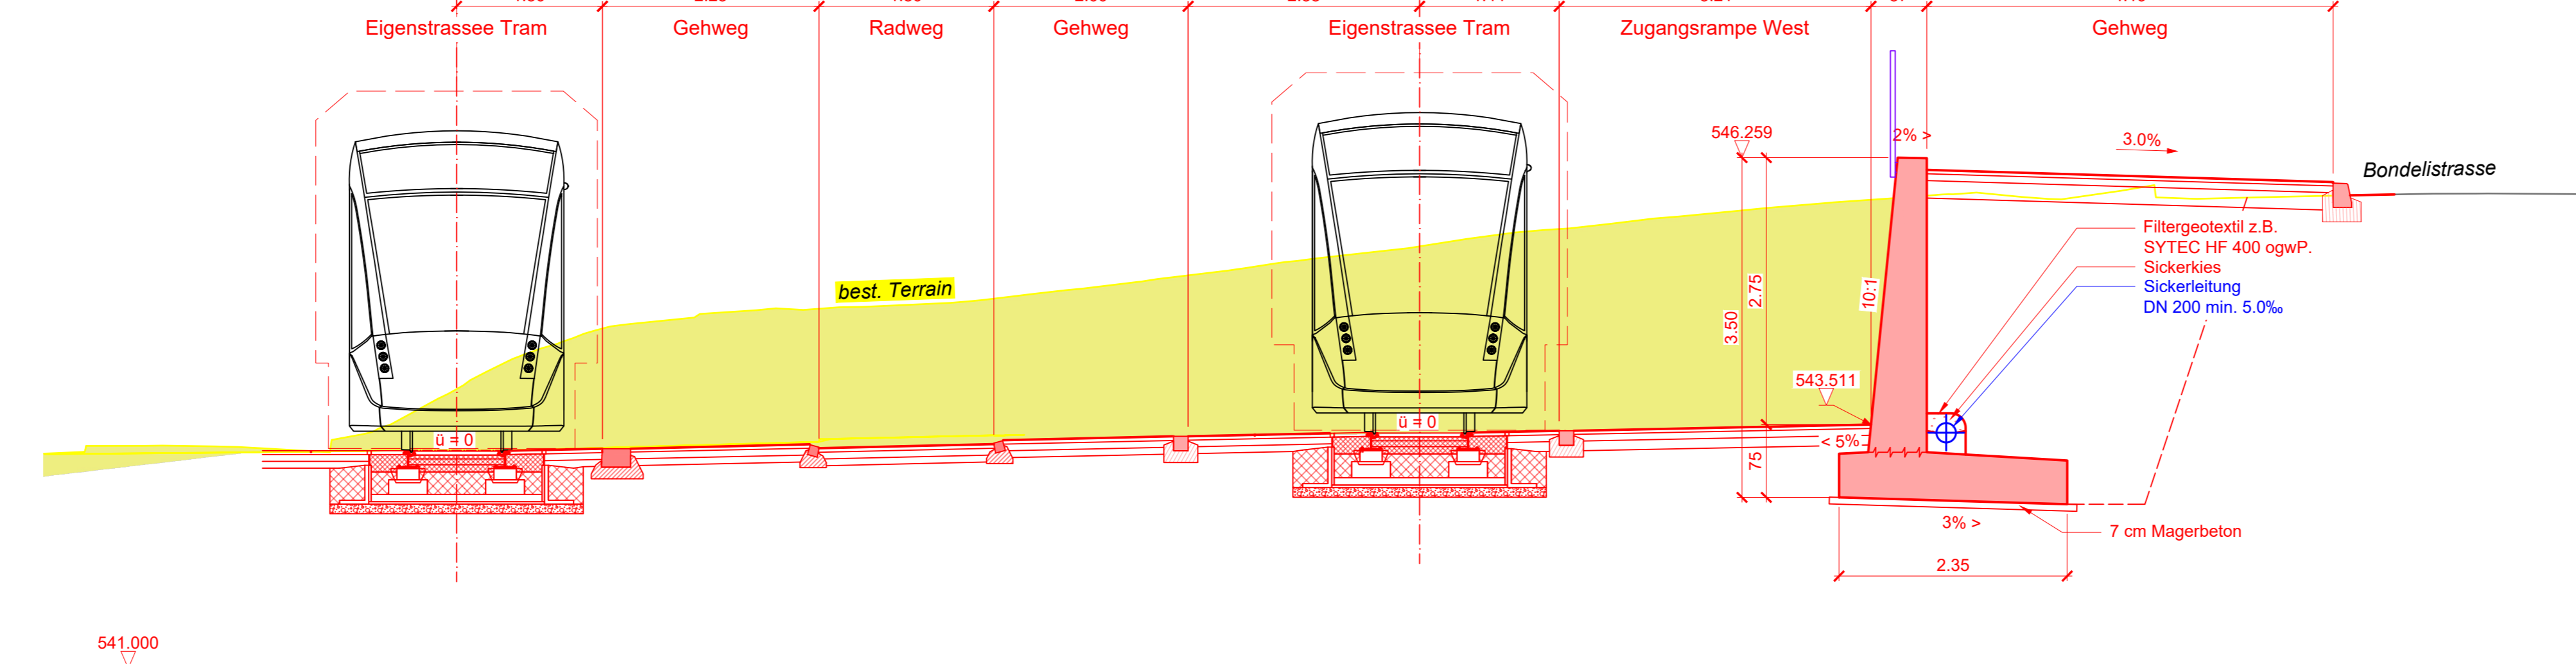 Eigenstrassee Tram
Gehweg
Radweg
Gehweg
Eigenstrassee Tram
Zugangsrampe West
Gehweg
546.259
2% >
3.0%
Bondelistrasse
best. Terrain
Filtergeotextil z.B.
SYTEC HF 400 ogwP.
Sickerkies
Sickerleitung
DN 200 min. 5.0‰
10:1
2.75
3.50
543.511
ü = 0
ü = 0
< 5%
75
3% >
7 cm Magerbeton
2.35
541.000